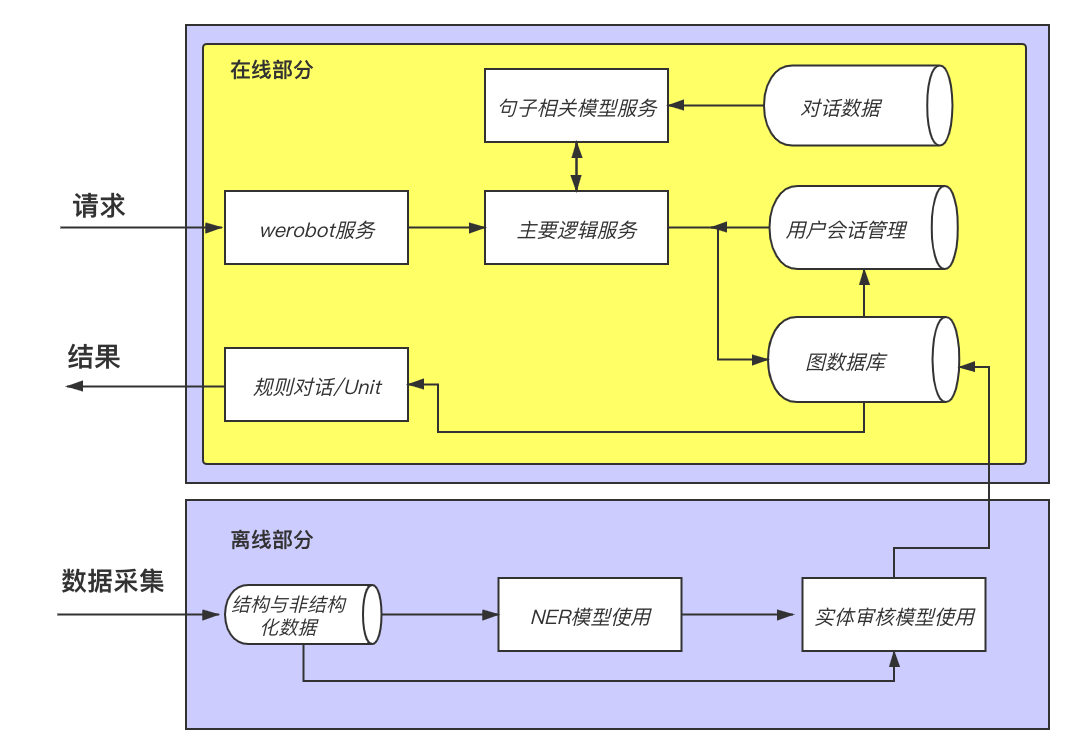 在线部分
句子相关模型服务
对话数据
请求
werobot服务
主要逻辑服务
用户会话管理
结果
规则对话/Unit
图数据库
离线部分
数据采集
结构与非结构
化数据
NER模型使用
实体审核模型使用